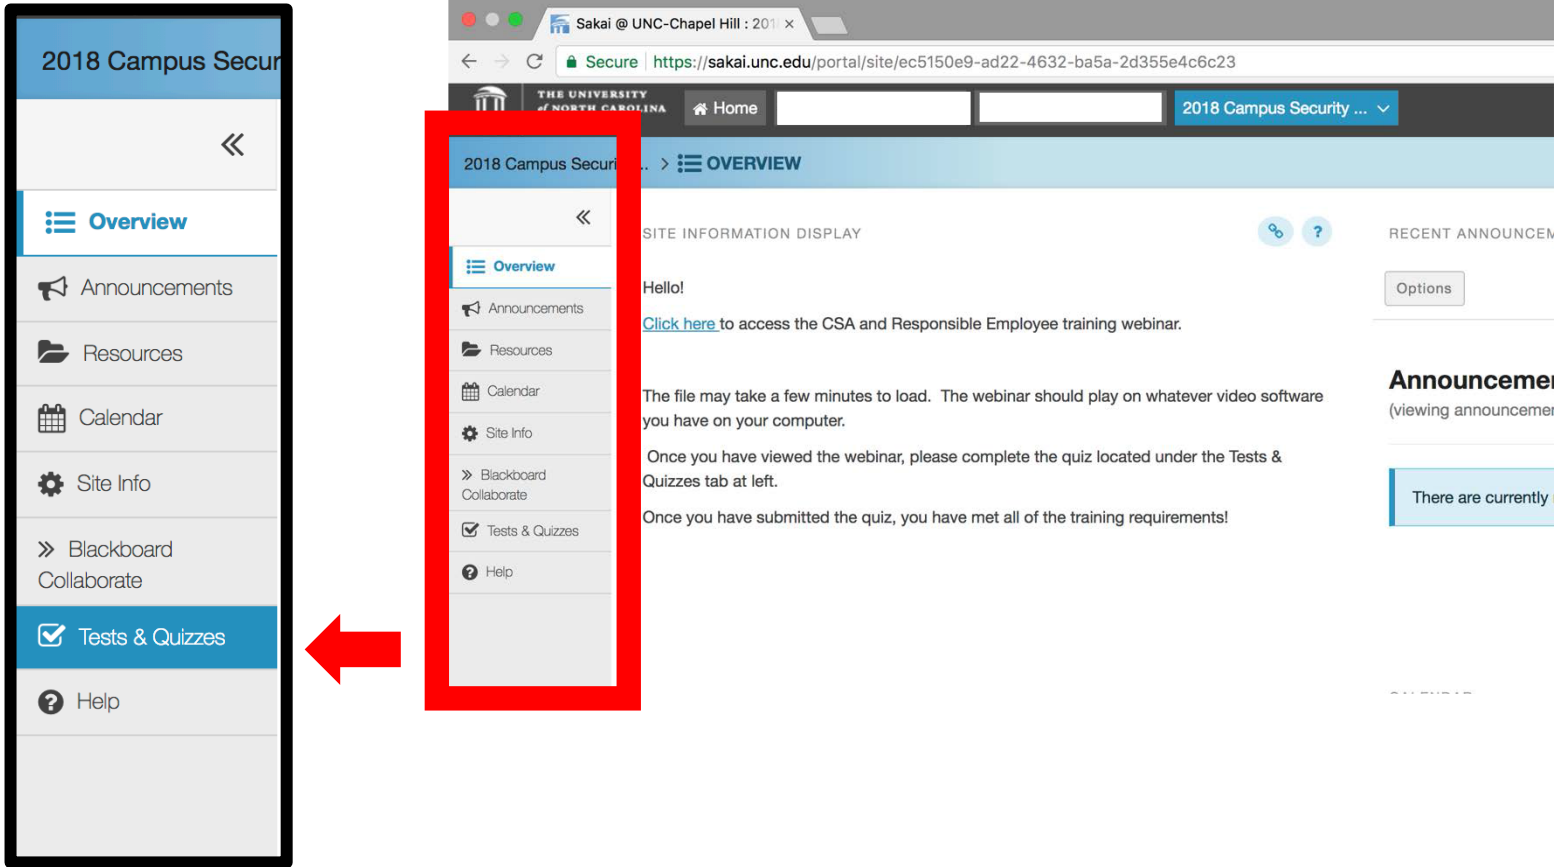 2018 Campus Secur
Overview
Announcements
Resources
Calendar
Site Info
Blackboard
Collaborate
Tests & Quizzes
Help
Sakai @ UNC-Chapel Hill : 201
Secure | https://sakai.unc.edu/portal/site/ec5150e9-ad22-4632-ba5a-2d355e4c6c23
THE UNIVERSITY
of NORTH CAROLINA
Home
2018 Campus Security ...
2018 Campus Securi .. > OVERVIEW
SITE INFORMATION DISPLAY
?
RECENT ANNOUNCEM
Overview
Announcements
Resources
Calendar
Site Info
Blackboard
Collaborate
Tests & Quizzes
Help
Hello!
Click here to access the CSA and Responsible Employee training webinar.
The file may take a few minutes to load. The webinar should play on whatever video software
you have on your computer.
Once you have viewed the webinar, please complete the quiz located under the Tests &
Quizzes tab at left.
Once you have submitted the quiz, you have met all of the training requirements!
Options
Announcemen
(viewing announcemen
There are currently